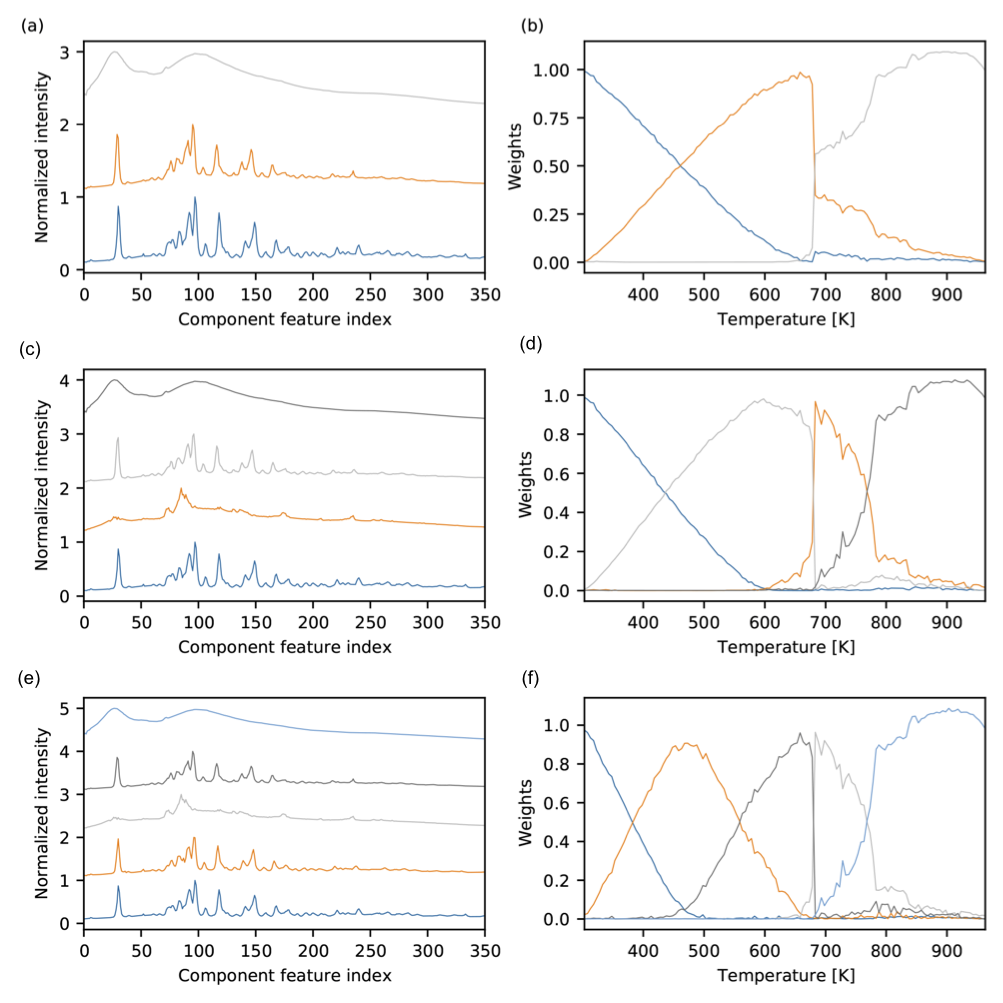 (a)
Normalized intensity
3
2
1
0
0 50 100 150 200 250 300 350
Component feature index
(b)
Weights
1.00
0.75
0.50
0.25
0.00
400 500 600 700 800 900
Temperature [K]
(c)
Normalized intensity
4
3
2
1
0
0 50 100 150 200 250 300 350
Component feature index
(d)
Weights
1.0
0.8
0.6
0.4
0.2
0.0
400 500 600 700 800 900
Temperature [K]
(e)
Normalized intensity
5
4
3
2
1
0
0 50 100 150 200 250 300 350
Component feature index
(f)
Weights
1.0
0.8
0.6
0.4
0.2
0.0
400 500 600 700 800 900
Temperature [K]